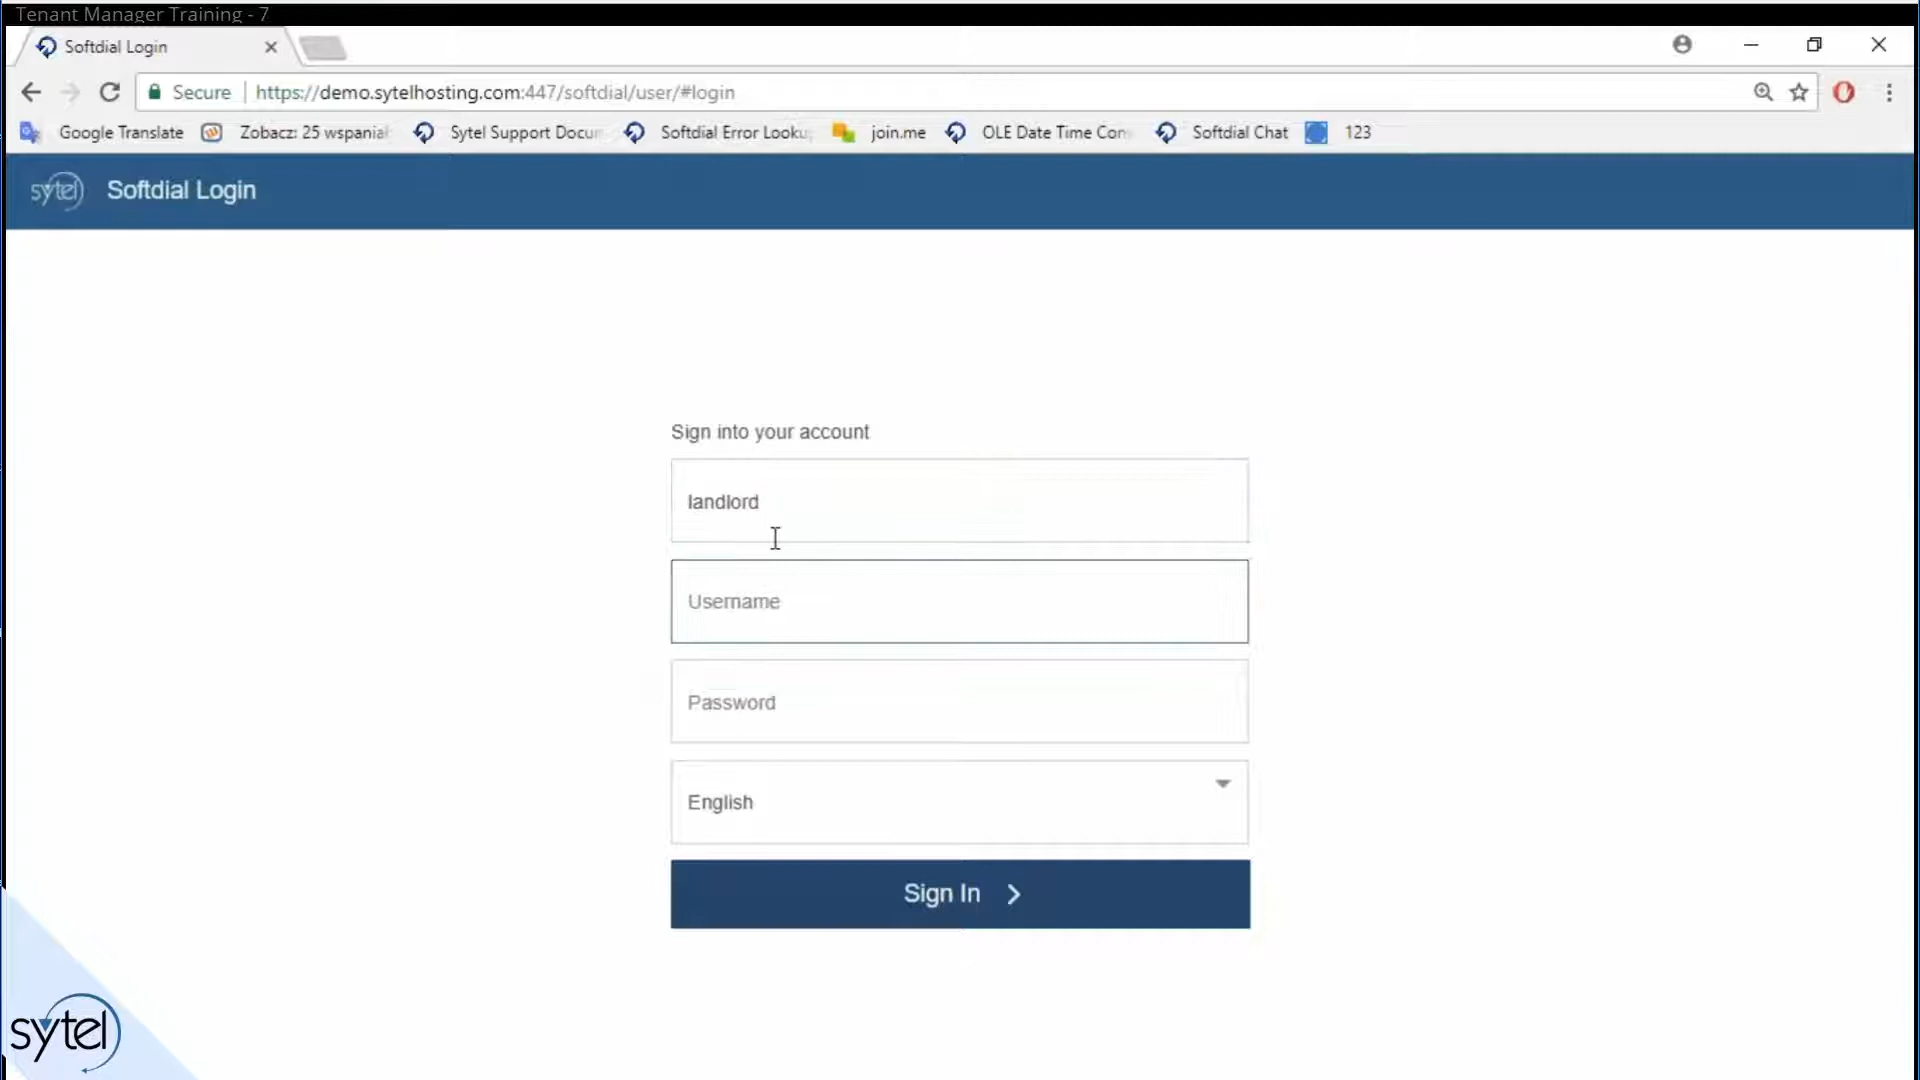 Tenant Manager Training - 7
Softdial Login
Secure https://demo.sytelhosting.com:447/softdial/user/#login
Google Translate Zobacz: 25 wspanial Sytel Support Docu Softdial Error Looku join.me OLE Date Time Con Softdial Chat 123
sytel Softdial Login
Sign into your account
landlord
Username
Password
English
Sign In
sytel